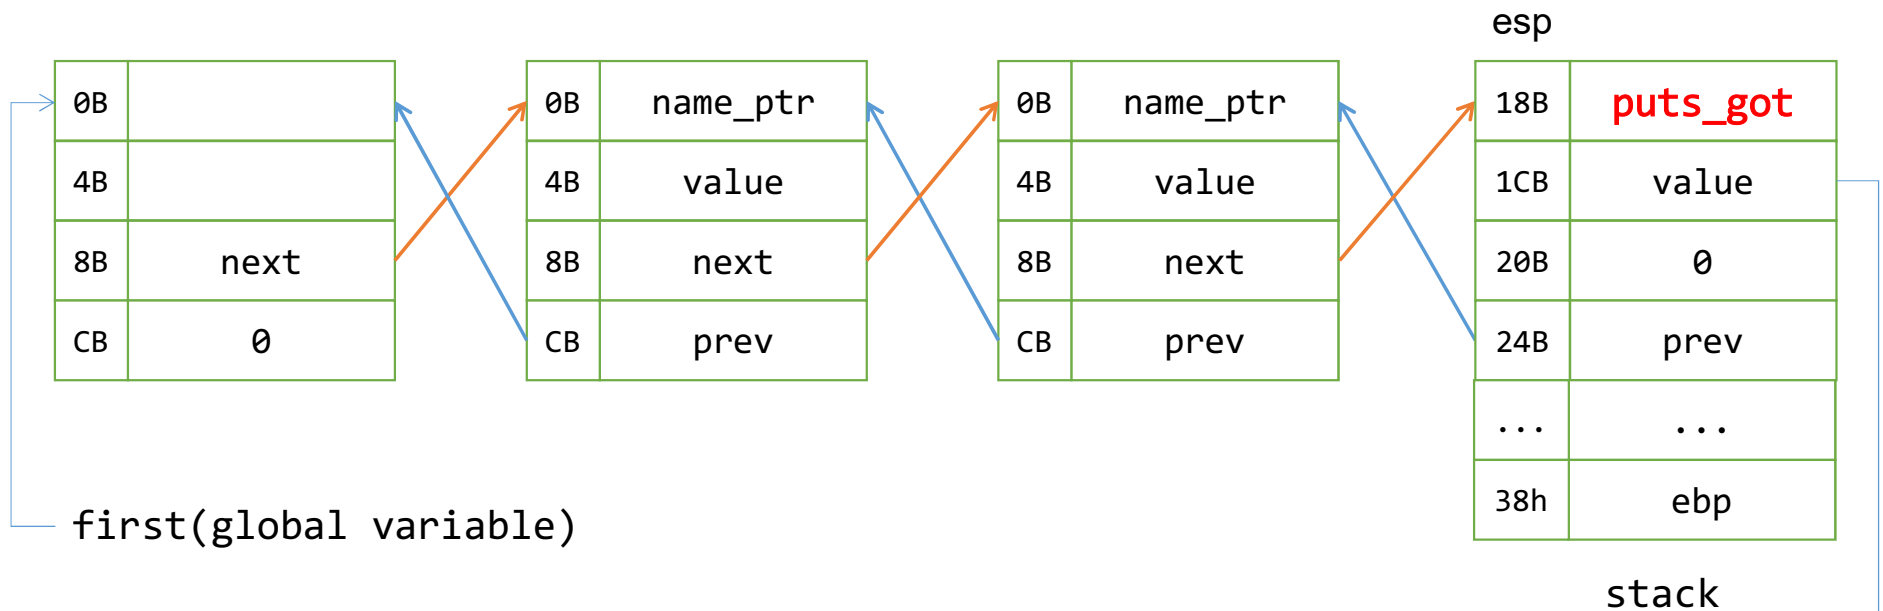 esp
0B 0B name_ptr 0B name_ptr 18B puts_got
4B 4B value 4B value 1CB value
8B next 8B next 8B next 20B 0
CB 0 CB prev CB prev 24B prev
... ...
38h ebp
first(global variable)
stack